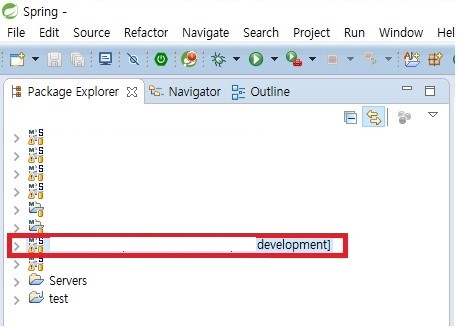 Spring -
File Edit Source Refactor Navigate Search Project Run Window Hel
Package Explorer Navigator Outline
development]
Servers
test